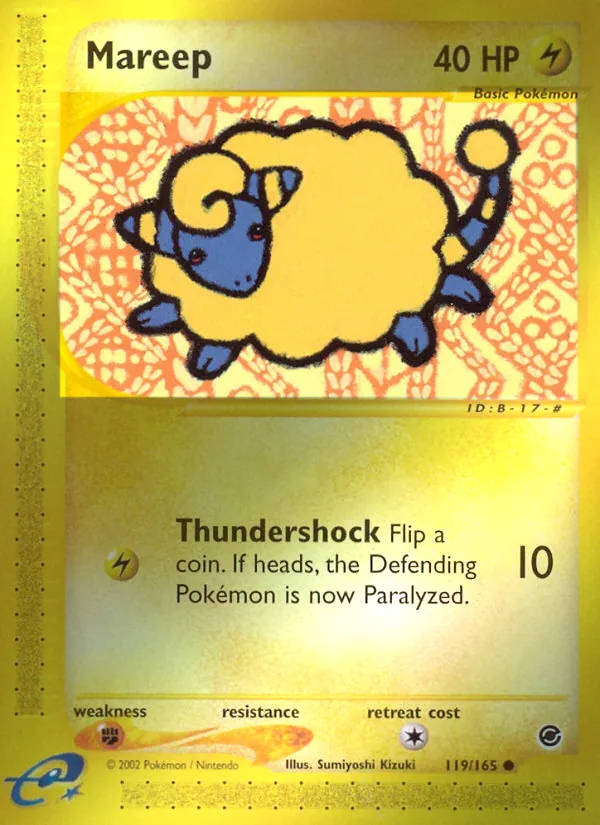 Mareep 40 HP
Basic Pokémon
ID:B-17-#
Thundershock Flip a
coin. If heads, the Defending
Pokémon is now Paralyzed.
10
weakness resistance retreat cost
© 2002 Pokémon / Nintendo Illus. Sumiyoshi Kizuki 119/165